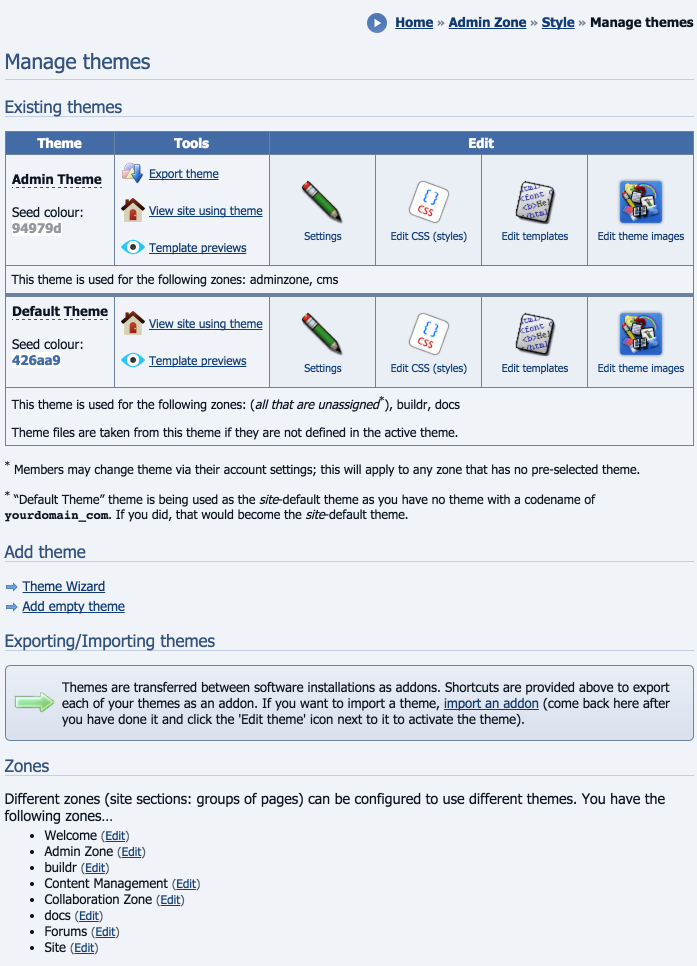 Home » Admin Zone » Style » Manage themes
Manage themes
Existing themes
Theme Tools Edit
Admin Theme
Seed colour:
94979d
Export theme
View site using theme
Template previews
Settings
{ }
CSS
Edit CSS (styles)
Edit templates
Edit theme images
This theme is used for the following zones: adminzone, cms
Default Theme
Seed colour:
426aa9
View site using theme
Template previews
Settings
{ }
CSS
Edit CSS (styles)
Edit templates
Edit theme images
This theme is used for the following zones: (all that are unassigned*), buildr, docs
Theme files are taken from this theme if they are not defined in the active theme.
* Members may change theme via their account settings; this will apply to any zone that has no pre-selected theme.
* “Default Theme” theme is being used as the site-default theme as you have no theme with a codename of
yourdomain_com. If you did, that would become the site-default theme.
Add theme
Theme Wizard
Add empty theme
Exporting/Importing themes
Themes are transferred between software installations as addons. Shortcuts are provided above to export
each of your themes as an addon. If you want to import a theme, import an addon (come back here after
you have done it and click the 'Edit theme' icon next to it to activate the theme).
Zones
Different zones (site sections: groups of pages) can be configured to use different themes. You have the
following zones...
• Welcome (Edit)
• Admin Zone (Edit)
• buildr (Edit)
• Content Management (Edit)
• Collaboration Zone (Edit)
• docs (Edit)
• Forums (Edit)
• Site (Edit)